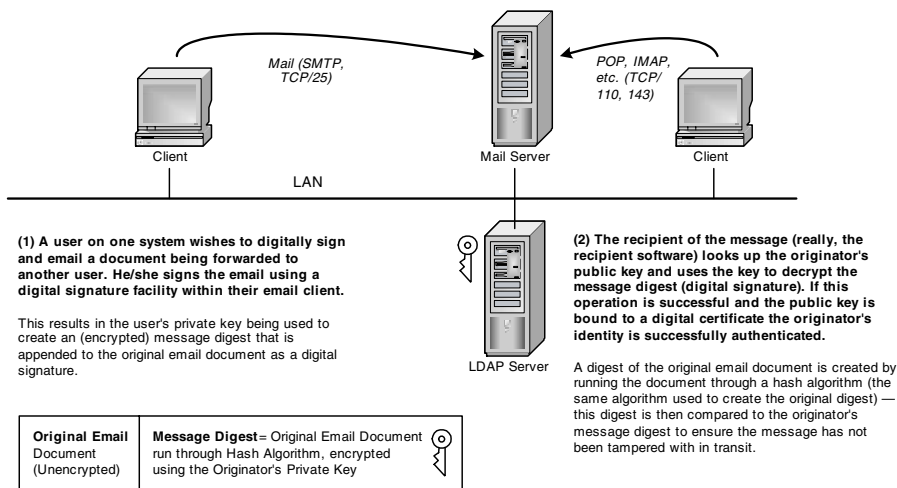 Mail (SMTP,
TCP/25)
POP, IMAP,
etc. (TCP/
110, 143)
Client
Mail Server
Client
LAN
(1) A user on one system wishes to digitally sign
and email a document being forwarded to
another user. He/she signs the email using a
digital signature facility within their email client.
This results in the user's private key being used to
create an (encrypted) message digest that is
appended to the original email document as a digital
signature.
LDAP Server
(2) The recipient of the message (really, the
recipient software) looks up the originator's
public key and uses the key to decrypt the
message digest (digital signature). If this
operation is successful and the public key is
bound to a digital certificate the originator's
identity is successfully authenticated.
A digest of the original email document is created by
running the document through a hash algorithm (the
same algorithm used to create the original digest) —
this digest is then compared to the originator's
message digest to ensure the message has not
been tampered with in transit.
Original Email
Document
(Unencrypted)
Message Digest= Original Email Document
run through Hash Algorithm, encrypted
using the Originator's Private Key